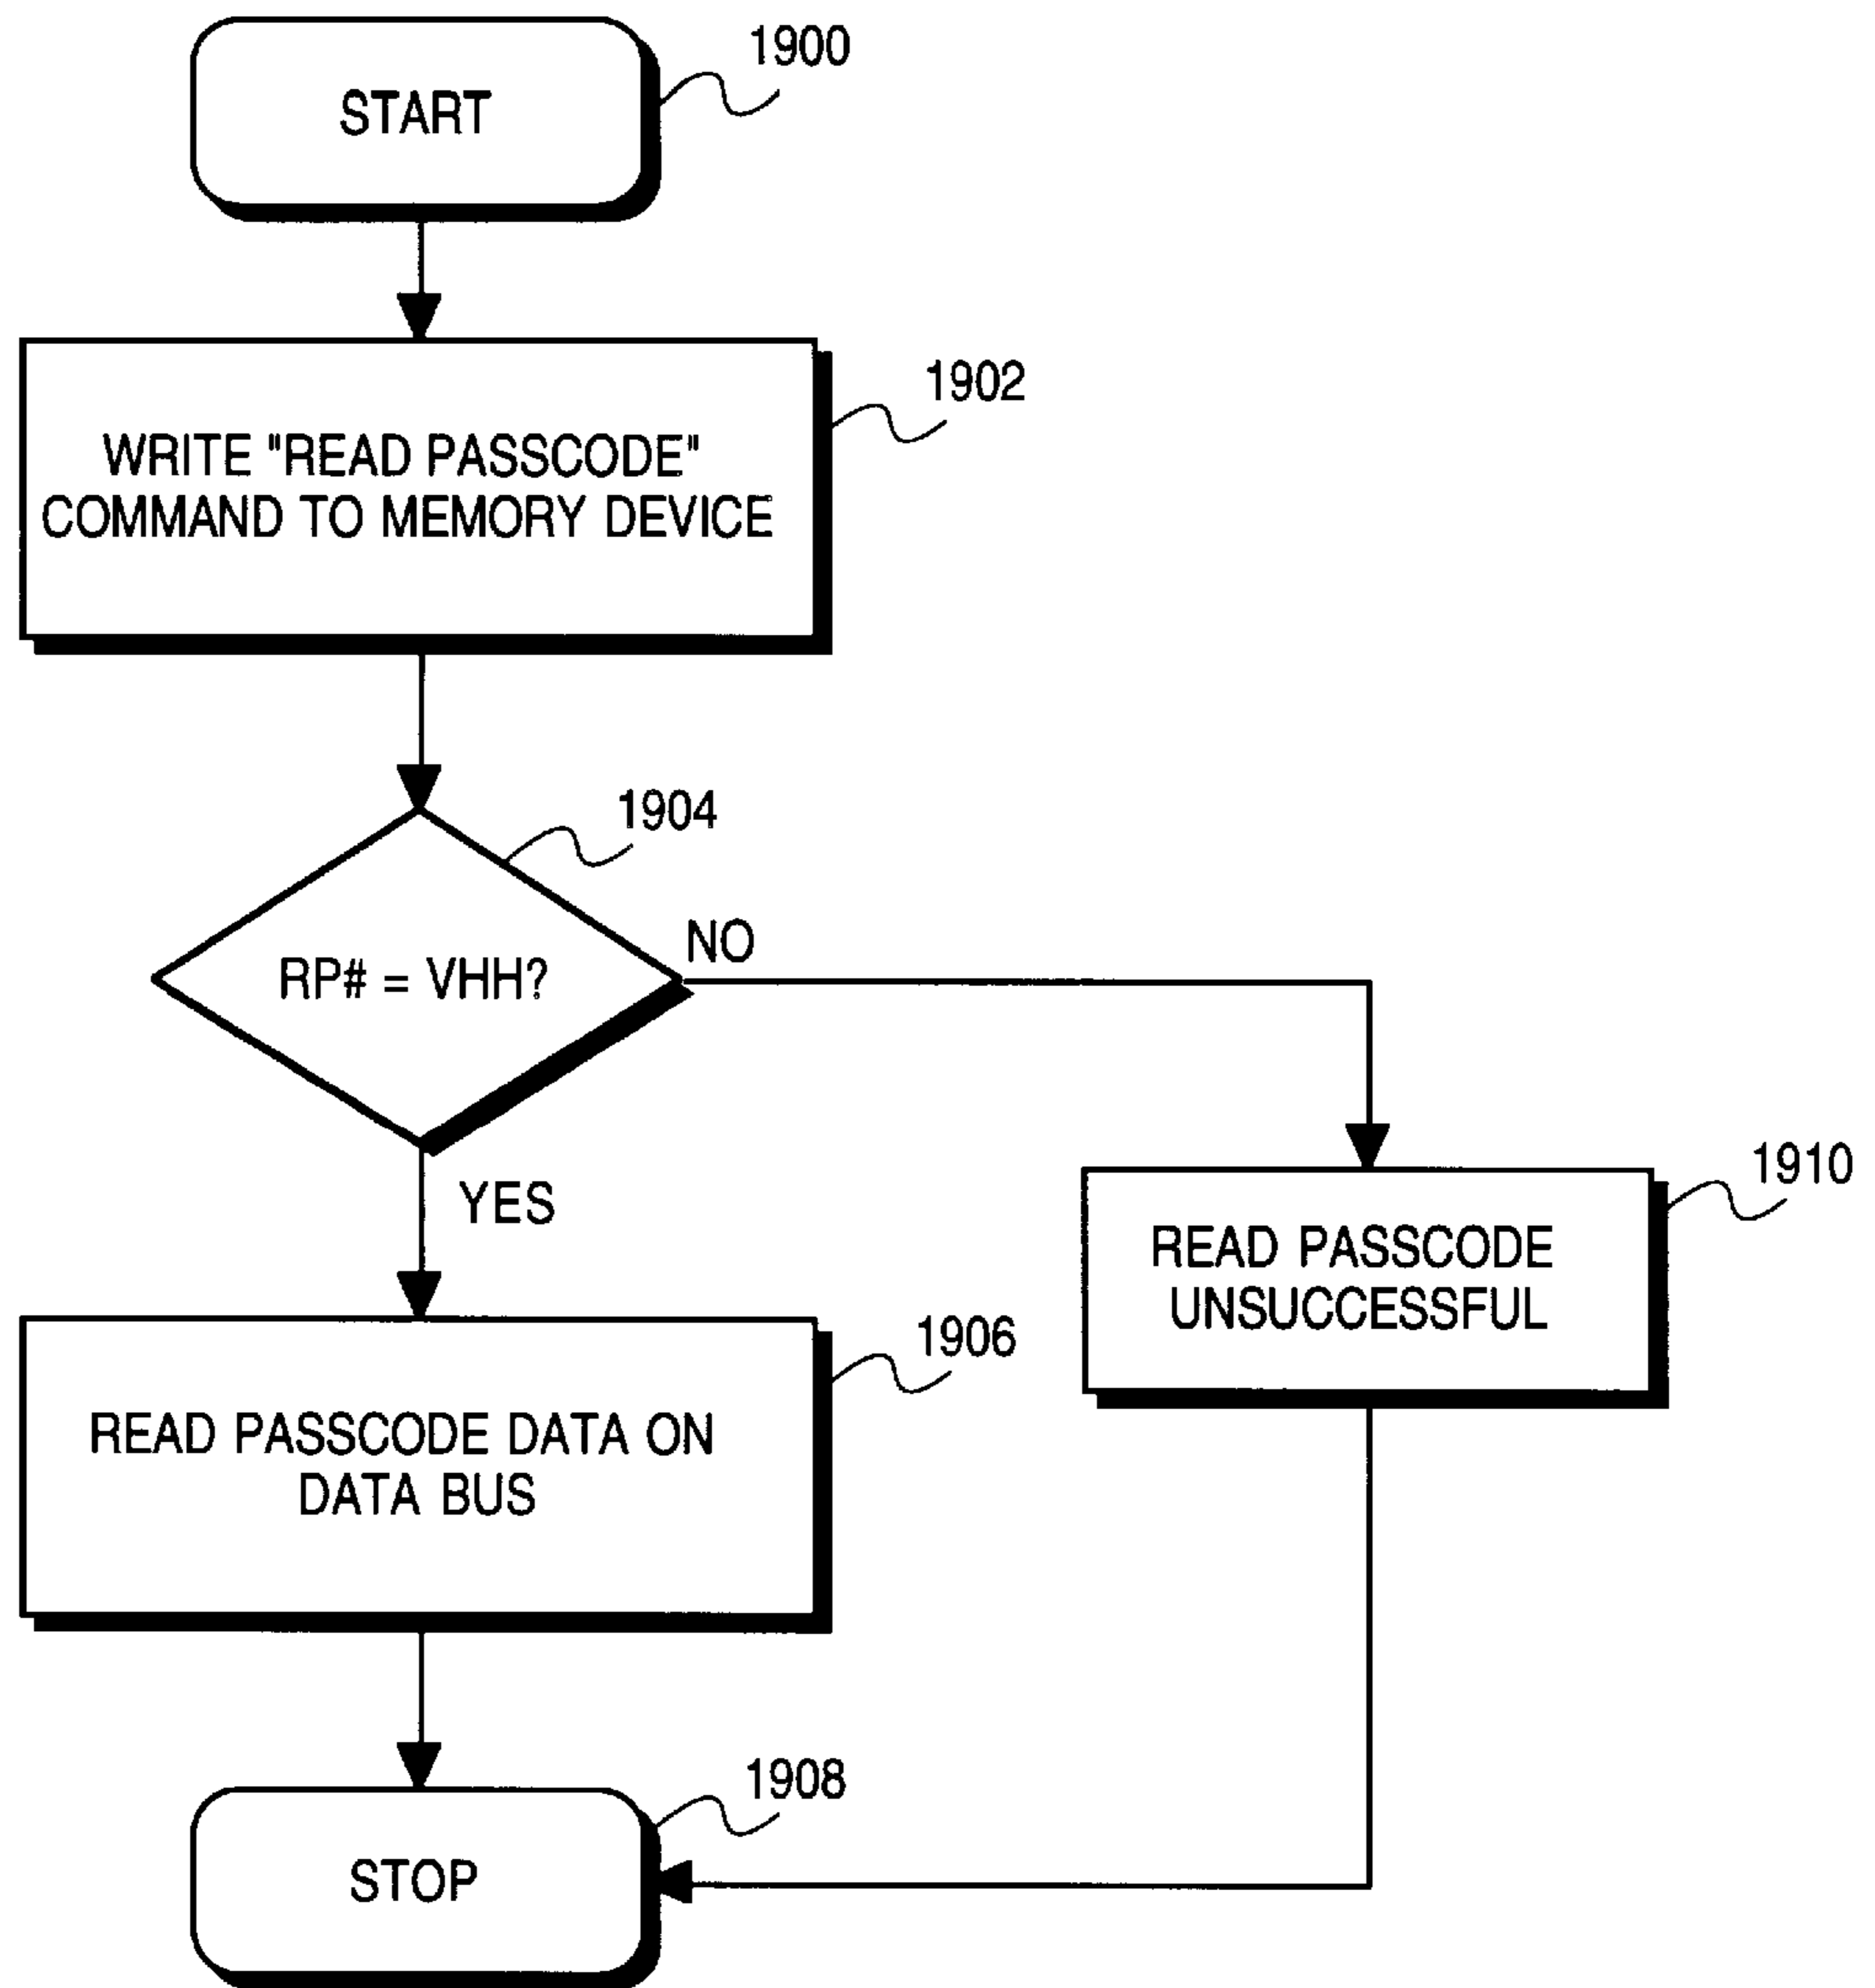 START
1900
WRITE "READ PASSCODE"
COMMAND TO MEMORY DEVICE
1902
RP# = VHH?
1904
NO
YES
READ PASSCODE
UNSUCCESSFUL
1910
READ PASSCODE DATA ON
DATA BUS
1906
STOP
1908